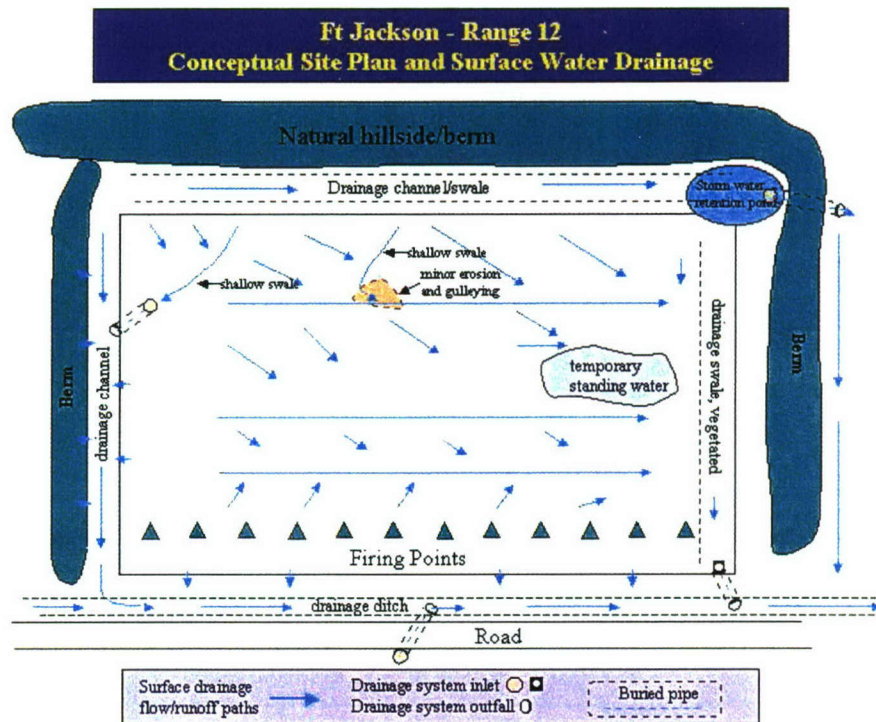 Ft Jackson - Range 12
Conceptual Site Plan and Surface Water Drainage
Natural hillside/berm
Drainage channel/swale
Storm water
retention pond
shallow swale
shallow swale
minor erosion
and gulleying
drainage channel
Berm
temporary
standing water
drainage swale, vegetated
Berm
Firing Points
drainage ditch
Road
Surface drainage
flow/runoff paths
Drainage system inlet
Drainage system outfall
Buried pipe